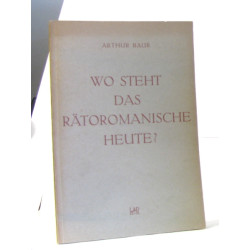 ARTHUR BAUR
WO STEHT
DAS
RÄTOROMANISCHE
HEUTE?